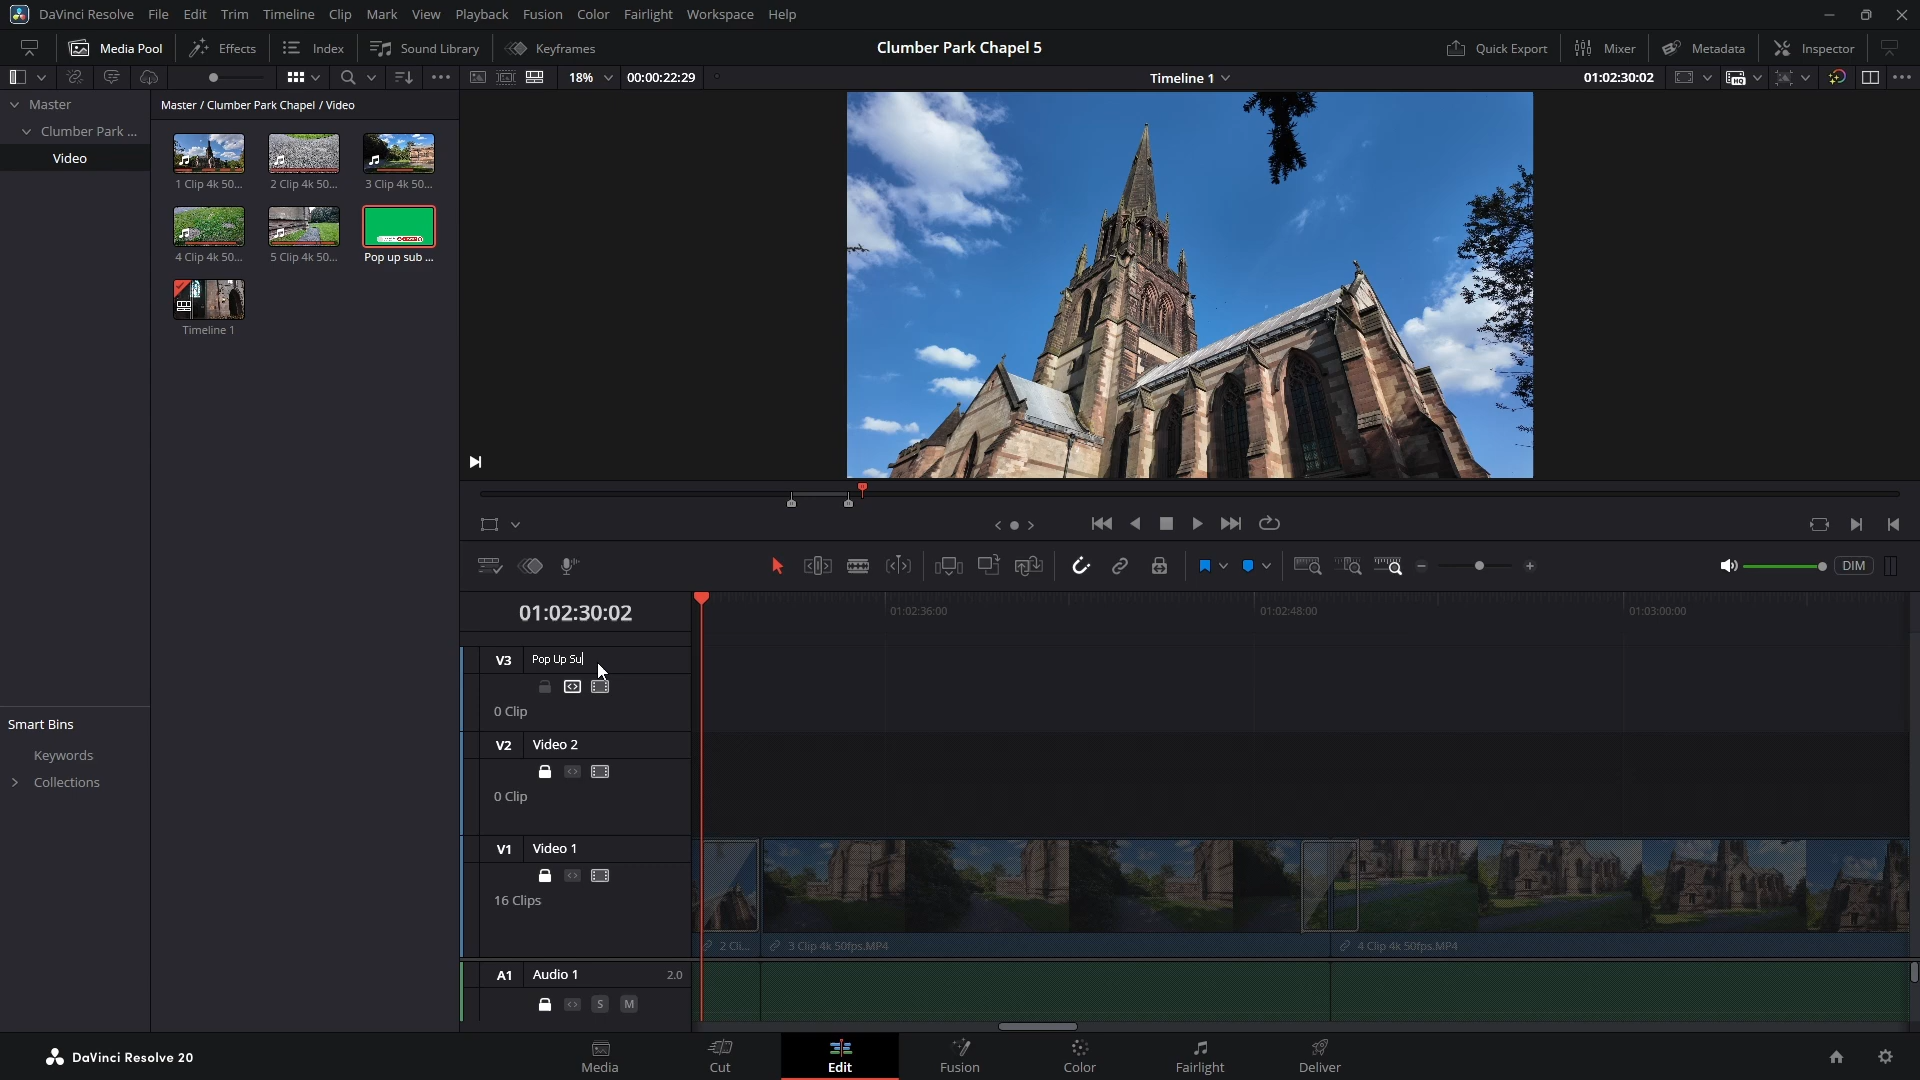 DaVinci Resolve File Edit Trim Timeline Clip Mark View Playback Fusion Color Fairlight Workspace Help
Media Pool Effects Index Sound Library Keyframes Clumber Park Chapel 5 Quick Export Mixer Metadata Inspector
18% 00:00:22:29 Timeline 1 01:02:30:02
Master
Clumber Park ...
Video
Master / Clumber Park Chapel / Video
1 Clip 4k 50... 2 Clip 4k 50... 3 Clip 4k 50...
4 Clip 4k 50... 5 Clip 4k 50... Pop up sub ...
Timeline 1
DIM
01:02:30:02 01:02:36:00 01:02:48:00 01:03:00:00
V3 Pop Up Su
0 Clip
V2 Video 2
0 Clip
V1 Video 1
16 Clips
2 Cli... 3 Clip 4k 50fps.MP4 4 Clip 4k 50fps.MP4
A1 Audio 1 2.0
S M
Smart Bins
Keywords
Collections
DaVinci Resolve 20
Media Cut Edit Fusion Color Fairlight Deliver